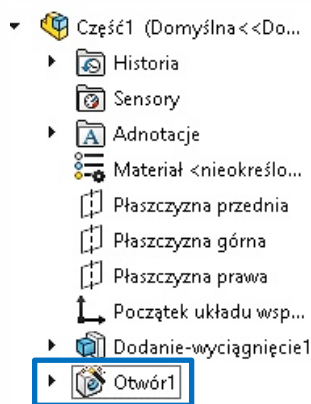 Część1 (Domyślna<<Do...
Historia
Sensory
Adnotacje
Materiał <nieokreślo...
Płaszczyzna przednia
Płaszczyzna górna
Płaszczyzna prawa
Początek układu wsp...
Dodanie-wyciągnięcie1
Otwór1